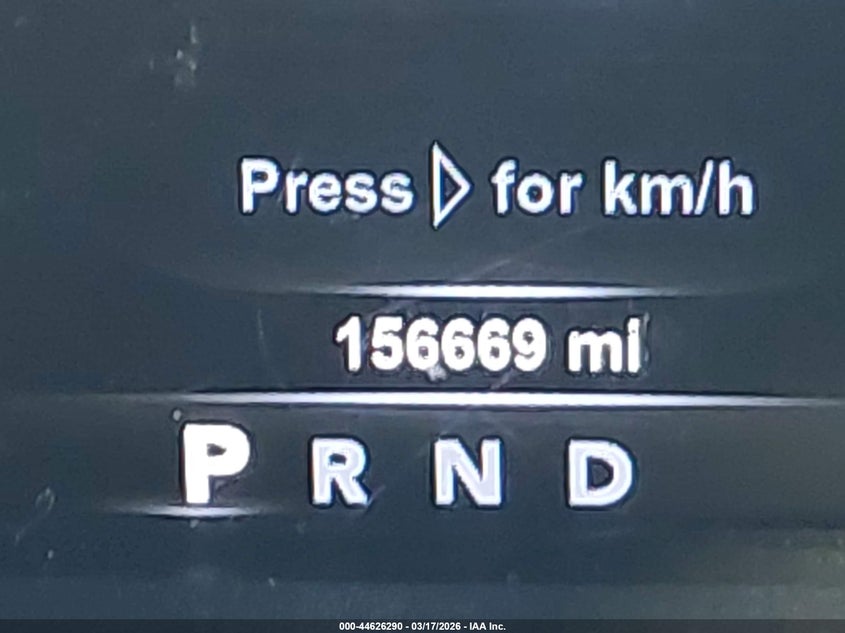 Press ▷ for km/h
156669 mi
P R N D
000-44626290 - 03/17/2026 - IAA Inc.